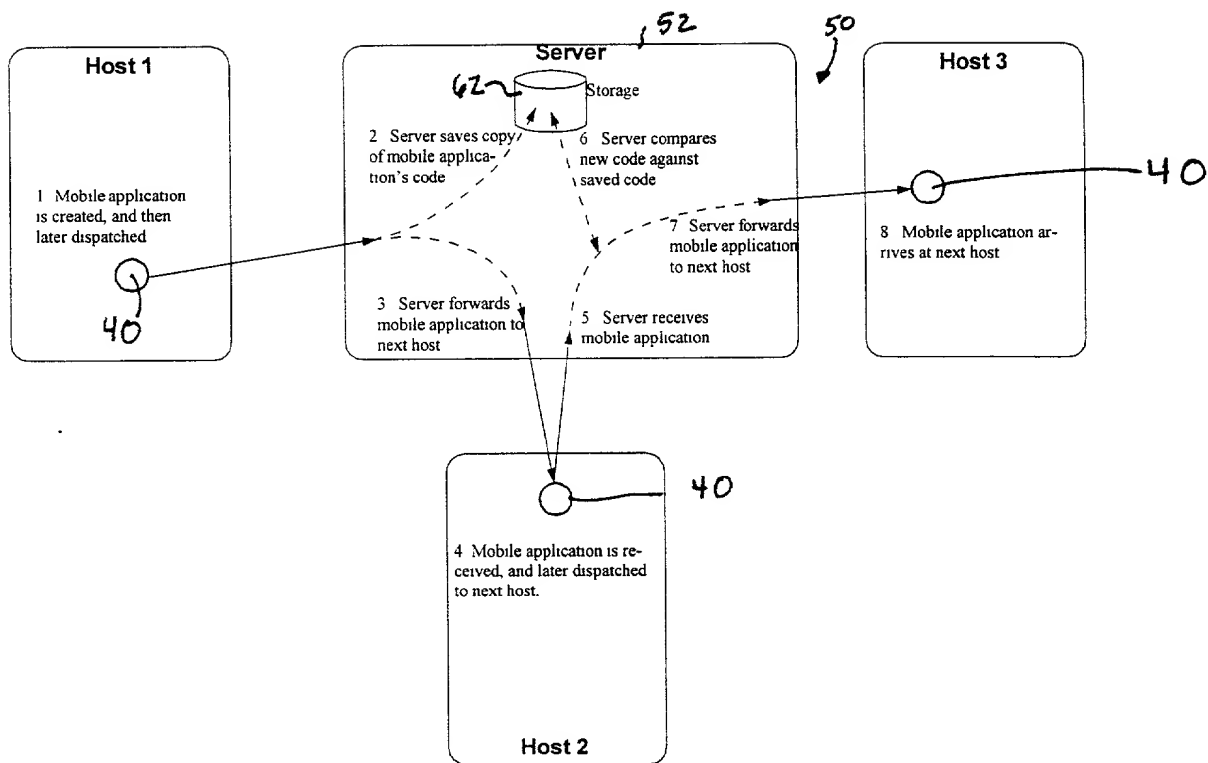 52
50
Host 1
Server
Host 3
62
Storage
2 Server saves copy
of mobile applica-
tion's code
6 Server compares
new code against
saved code
1 Mobile application
is created, and then
later dispatched
40
7 Server forwards
mobile application
to next host
40
8 Mobile application ar-
rives at next host
3 Server forwards
mobile application to
next host
5 Server receives
mobile application
40
4 Mobile application is re-
ceived, and later dispatched
to next host.
Host 2